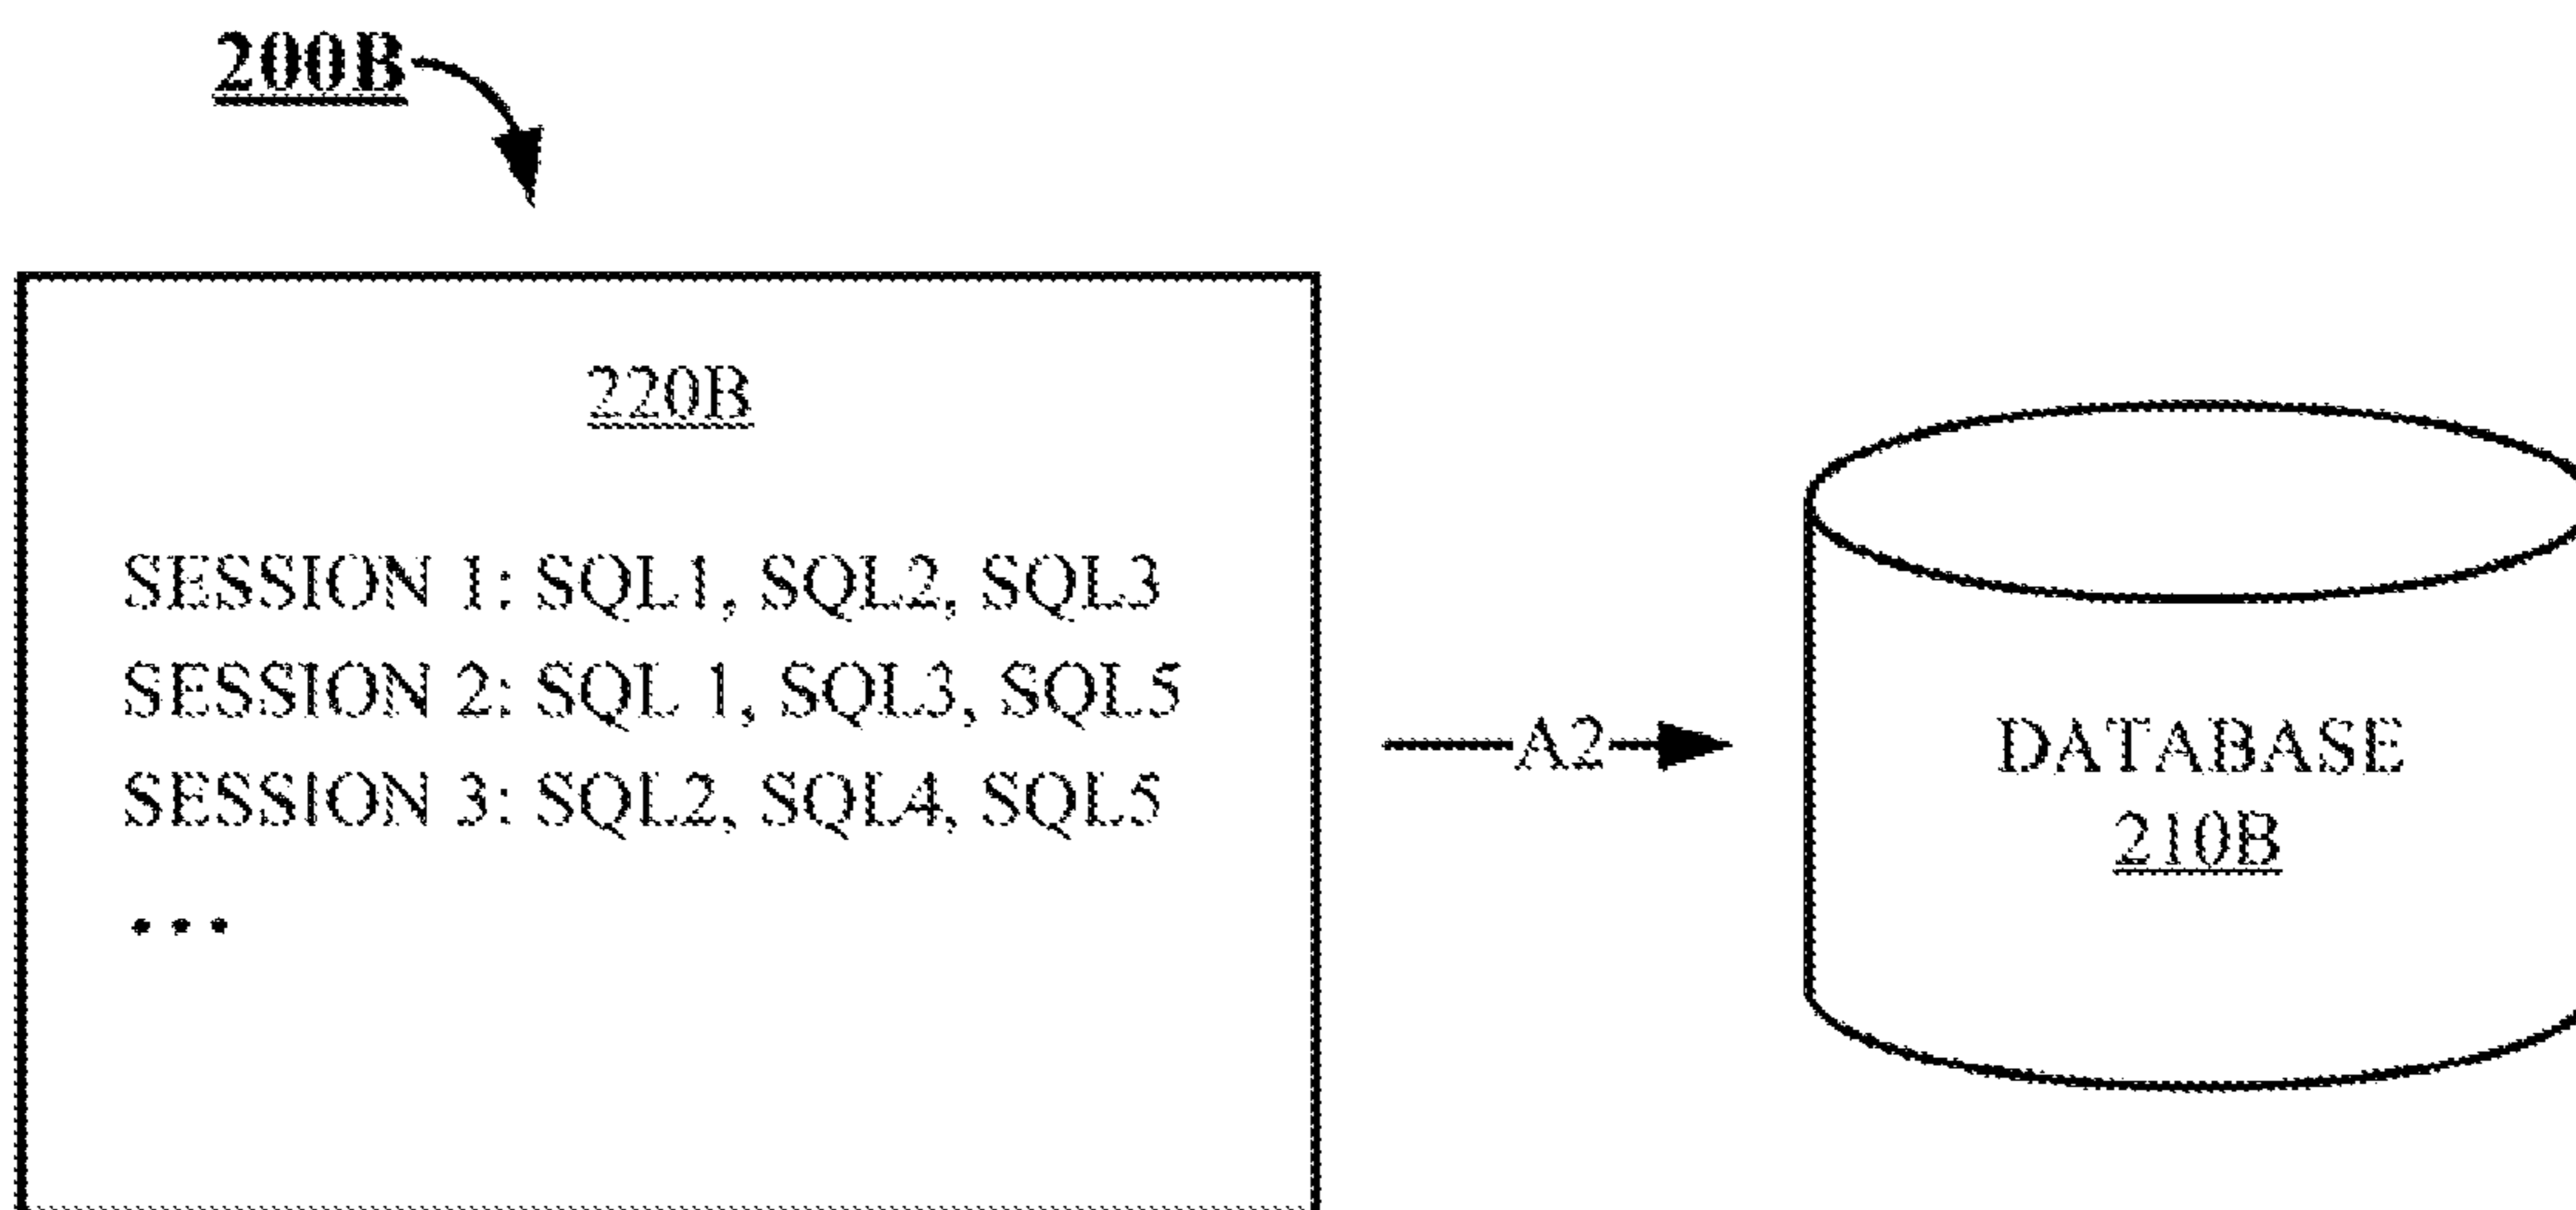 200B
220B
SESSION 1: SQL1, SQL2, SQL3
SESSION 2: SQL 1, SQL3, SQL5
SESSION 3: SQL2, SQL4, SQL5
...
A2
DATABASE
210B